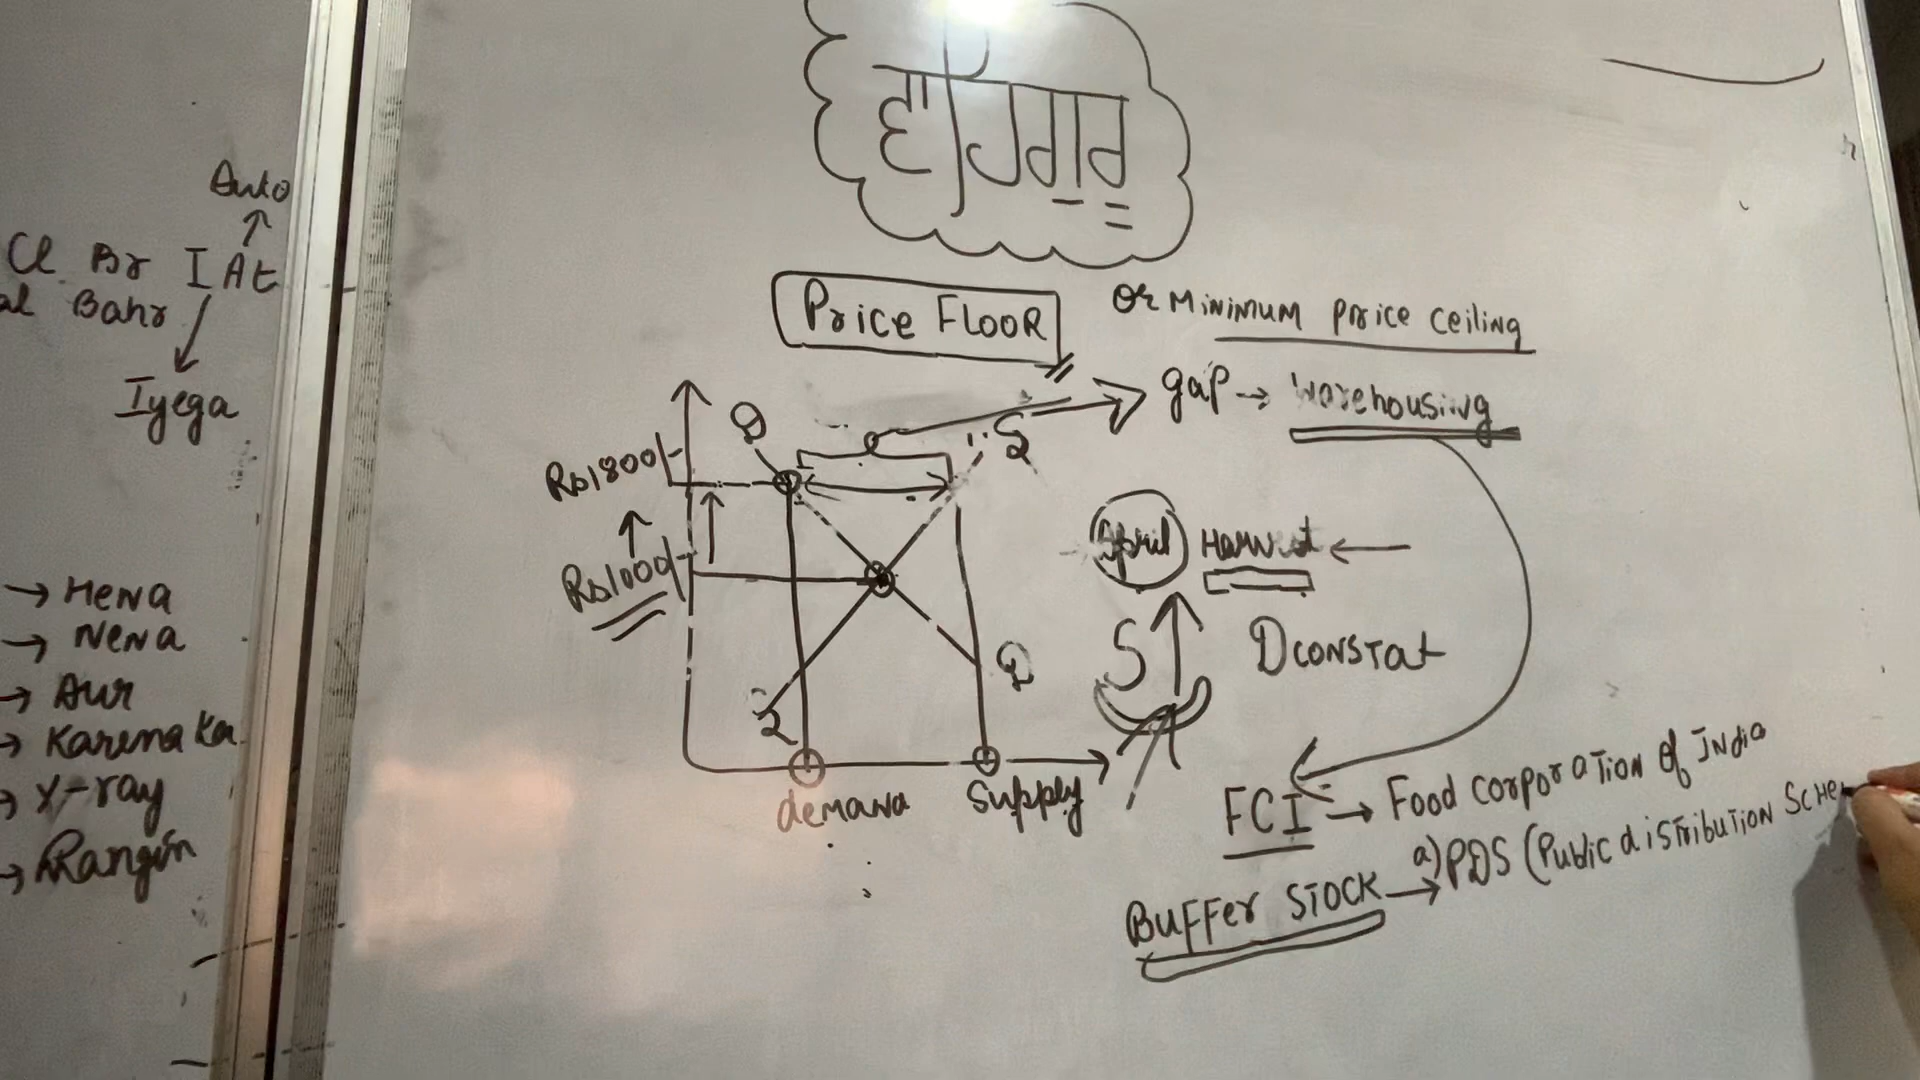 ਵਾਹਿਗੁਰੂ
Price FLOOR
Or MINIMUM Price Ceiling
gap → Warehousing
D
S
Rs1800/-
Rs1000/-
April Harvest
S
D CONSTat
D
S
demand
Supply
FCI → Food corporation of India
Buffer STOCK → a) PDS (Public distribution Sche
Auto
Cl Br I At
al Bahr
Iyega
→ Hena
→ Nena
→ Aur
→ Karena Ka
→ X-ray
→ Rangin